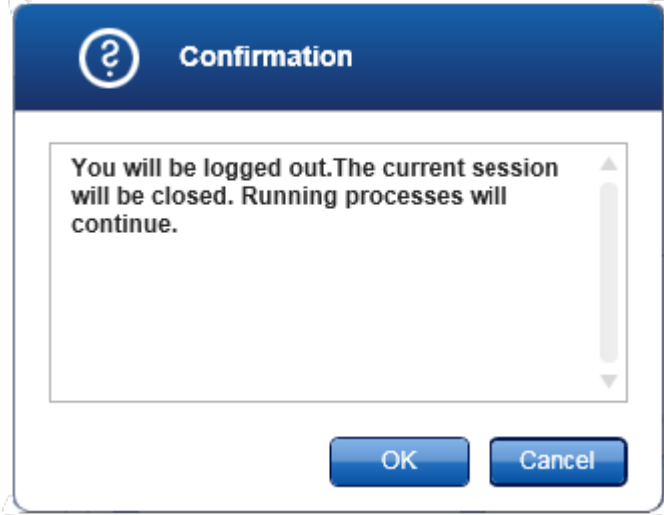 Confirmation
You will be logged out.The current session
will be closed. Running processes will
continue.
OK
Cancel